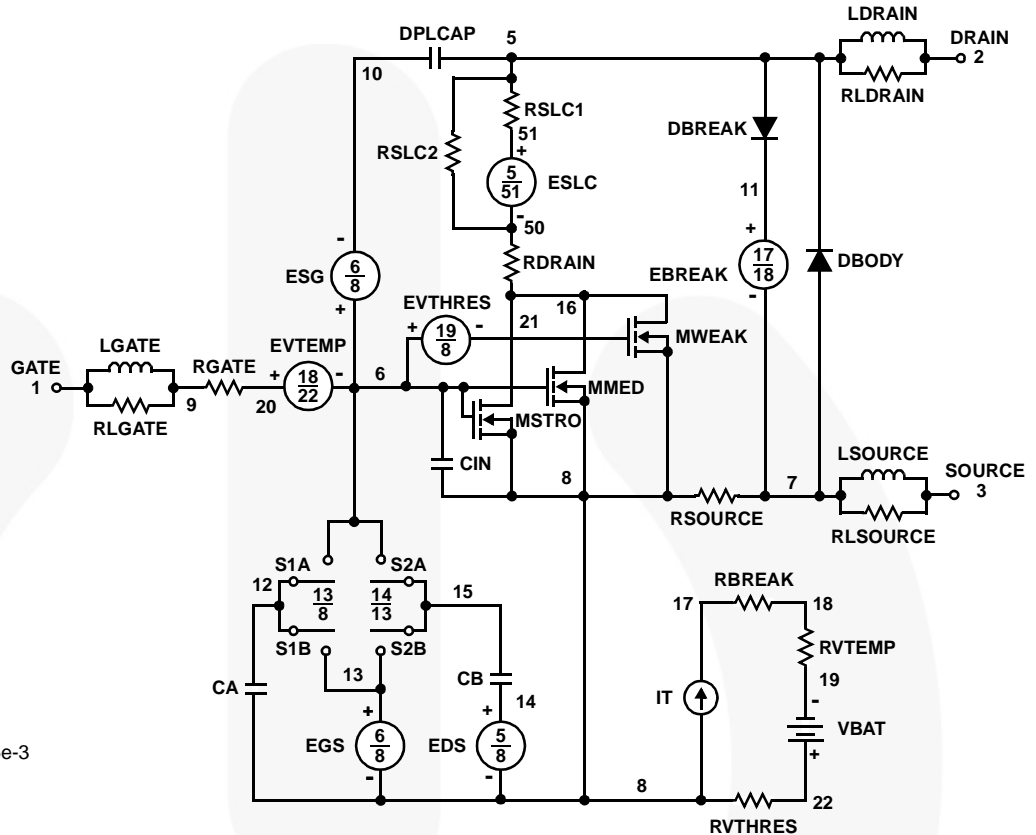 LDRAIN
DPLCAP 5 DRAIN
10 2
RLDRAIN
RSLC1
DBREAK
51
+
RSLC2
5
51
ESLC
11
-
50
+
-
17
18
RDRAIN
EBREAK
DBODY
6
8
ESG
-
EVTHRES
16
+
+
19
8
-
21
MWEAK
LGATE
EVTEMP
GATE
RGATE
+
18
22
-
6
1
MMED
9
20
MSTRO
RLGATE
LSOURCE
CIN
8
7
SOURCE
3
RSOURCE
RLSOURCE
S1A
S2A
12
13
8
14
13
15
RBREAK
17
18
S1B
S2B
RVTEMP
13
CB
CA
19
14
-
IT
+
+
VBAT
EGS
6
8
EDS
5
8
e-3
+
-
-
8
22
RVTHRES